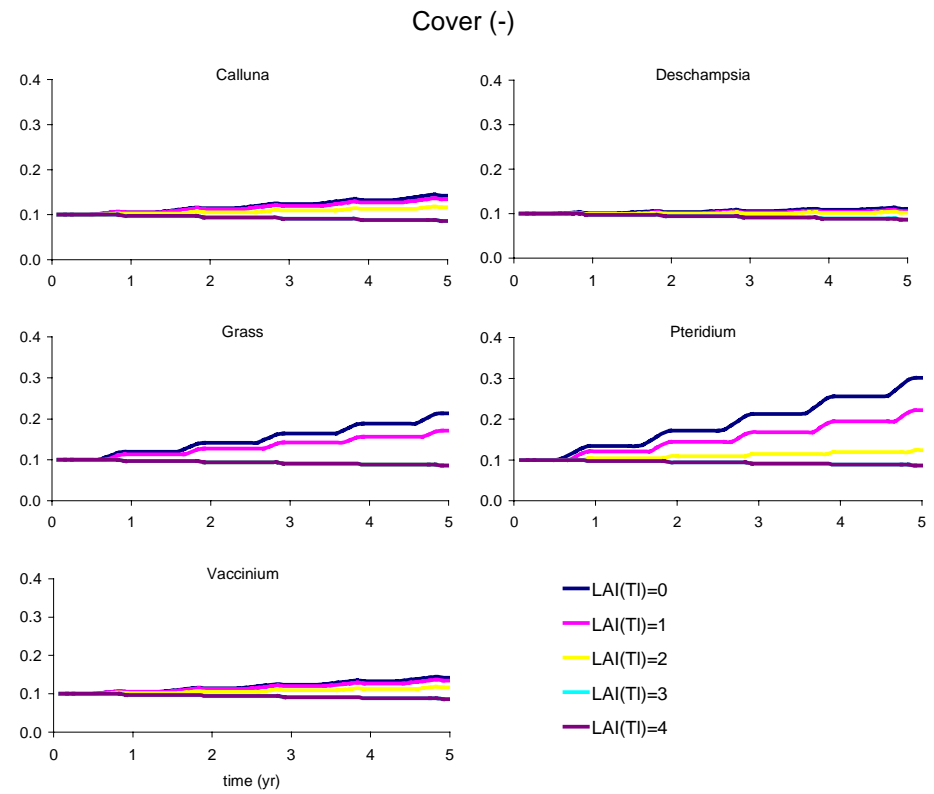 Cover (-)
Calluna
0.4
0.3
0.2
0.1
0.0
0 1 2 3 4 5
Deschampsia
0.4
0.3
0.2
0.1
0.0
0 1 2 3 4 5
Grass
0.4
0.3
0.2
0.1
0.0
0 1 2 3 4 5
Pteridium
0.4
0.3
0.2
0.1
0.0
0 1 2 3 4 5
Vaccinium
0.4
0.3
0.2
0.1
0.0
0 1 2 3 4 5
time (yr)
LAI(Tl)=0
LAI(Tl)=1
LAI(Tl)=2
LAI(Tl)=3
LAI(Tl)=4